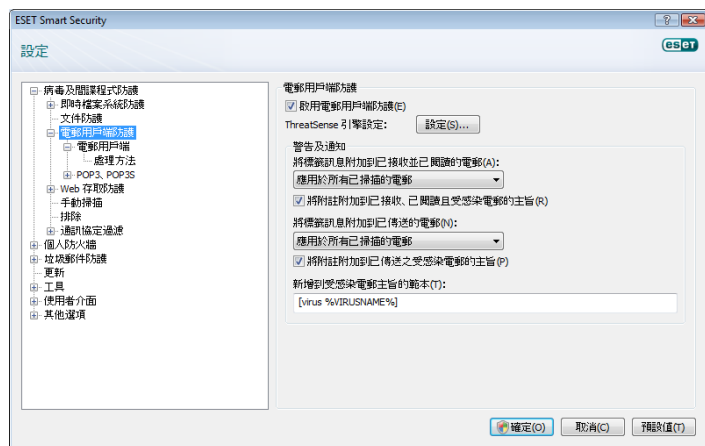 ESET Smart Security
設定
eset
病毒及間諜程式防護
即時檔案系統防護
文件防護
電郵用戶端防護
電郵用戶端
處理方法
POP3、POP3S
Web 存取防護
手動掃描
排除
通訊協定過濾
個人防火牆
垃圾郵件防護
更新
工具
使用者介面
其他選項
電郵用戶端防護
啟用電郵用戶端防護(E)
ThreatSense 引擎設定:
設定(S)...
警告及通知
將標籤訊息附加到已接收並已閱讀的電郵(A):
應用於所有已掃描的電郵
將附註附加到已接收、已閱讀且受感染電郵的主旨(R)
將標籤訊息附加到已傳送的電郵(N):
應用於所有已掃描的電郵
將附註附加到已傳送之受感染電郵的主旨(P)
新增到受感染電郵主旨的範本(T):
[virus %VIRUSNAME%]
確定(O)
取消(C)
預設值(T)